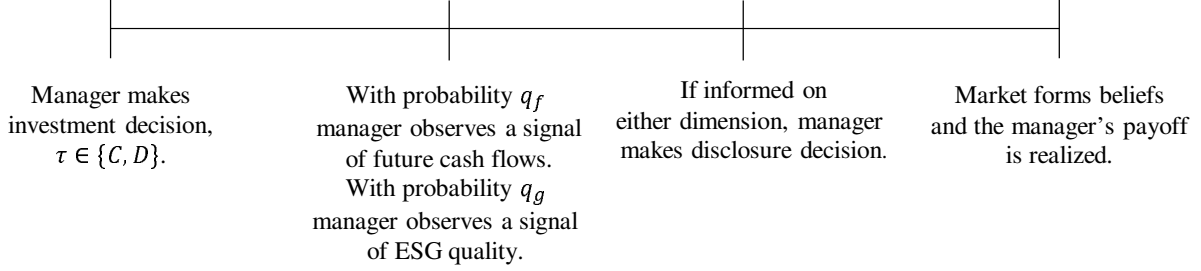 Manager makes
investment decision,
τ ∈ {C, D}.
With probability q_f
manager observes a signal
of future cash flows.
With probability q_g
manager observes a signal
of ESG quality.
If informed on
either dimension, manager
makes disclosure decision.
Market forms beliefs
and the manager's payoff
is realized.